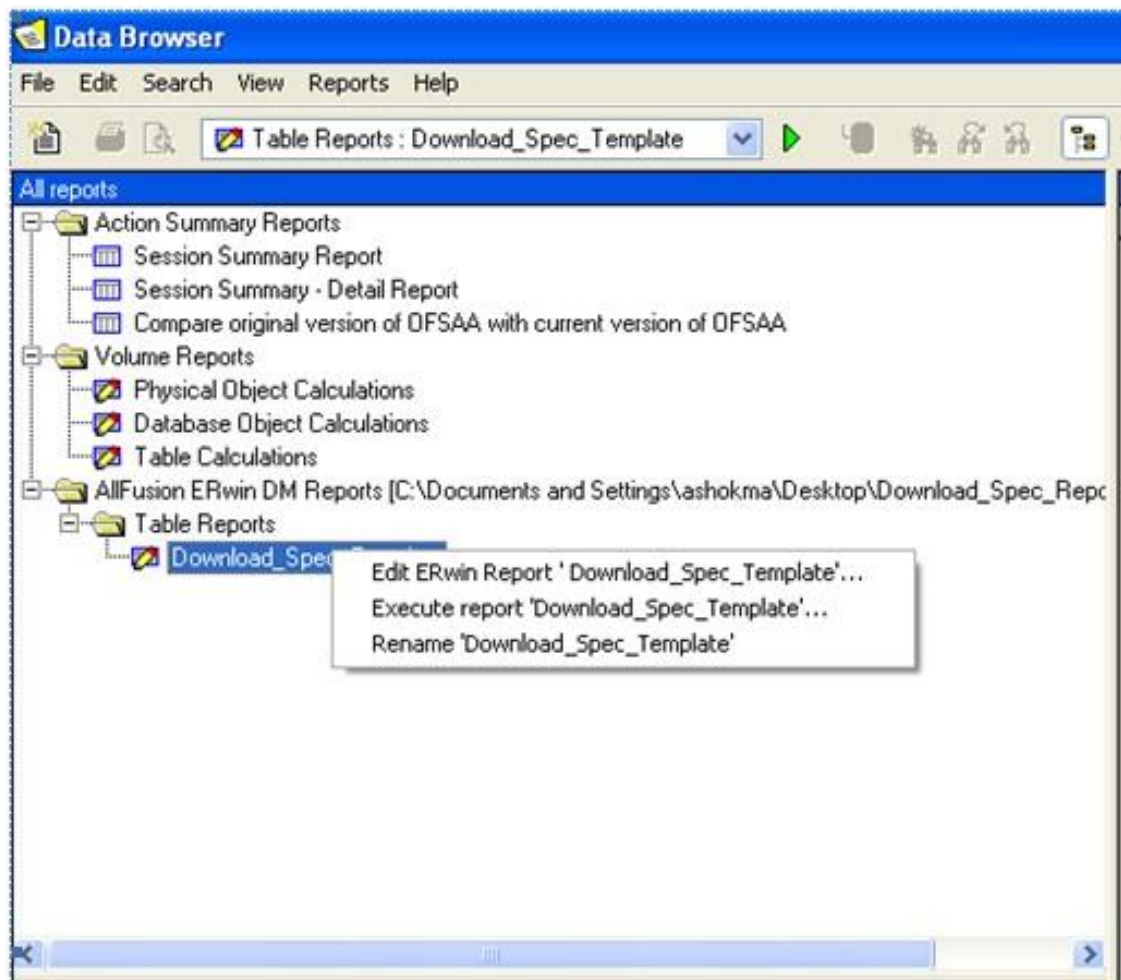 Data Browser
File Edit Search View Reports Help
Table Reports : Download_Spec_Template
All reports
Action Summary Reports
Session Summary Report
Session Summary - Detail Report
Compare original version of OFSAA with current version of OFSAA
Volume Reports
Physical Object Calculations
Database Object Calculations
Table Calculations
AllFusion ERwin DM Reports [C:\Documents and Settings\ashokma\Desktop\Download_Spec_Repo
Table Reports
Download_Spec
Edit ERwin Report ' Download_Spec_Template'...
Execute report 'Download_Spec_Template'...
Rename 'Download_Spec_Template'